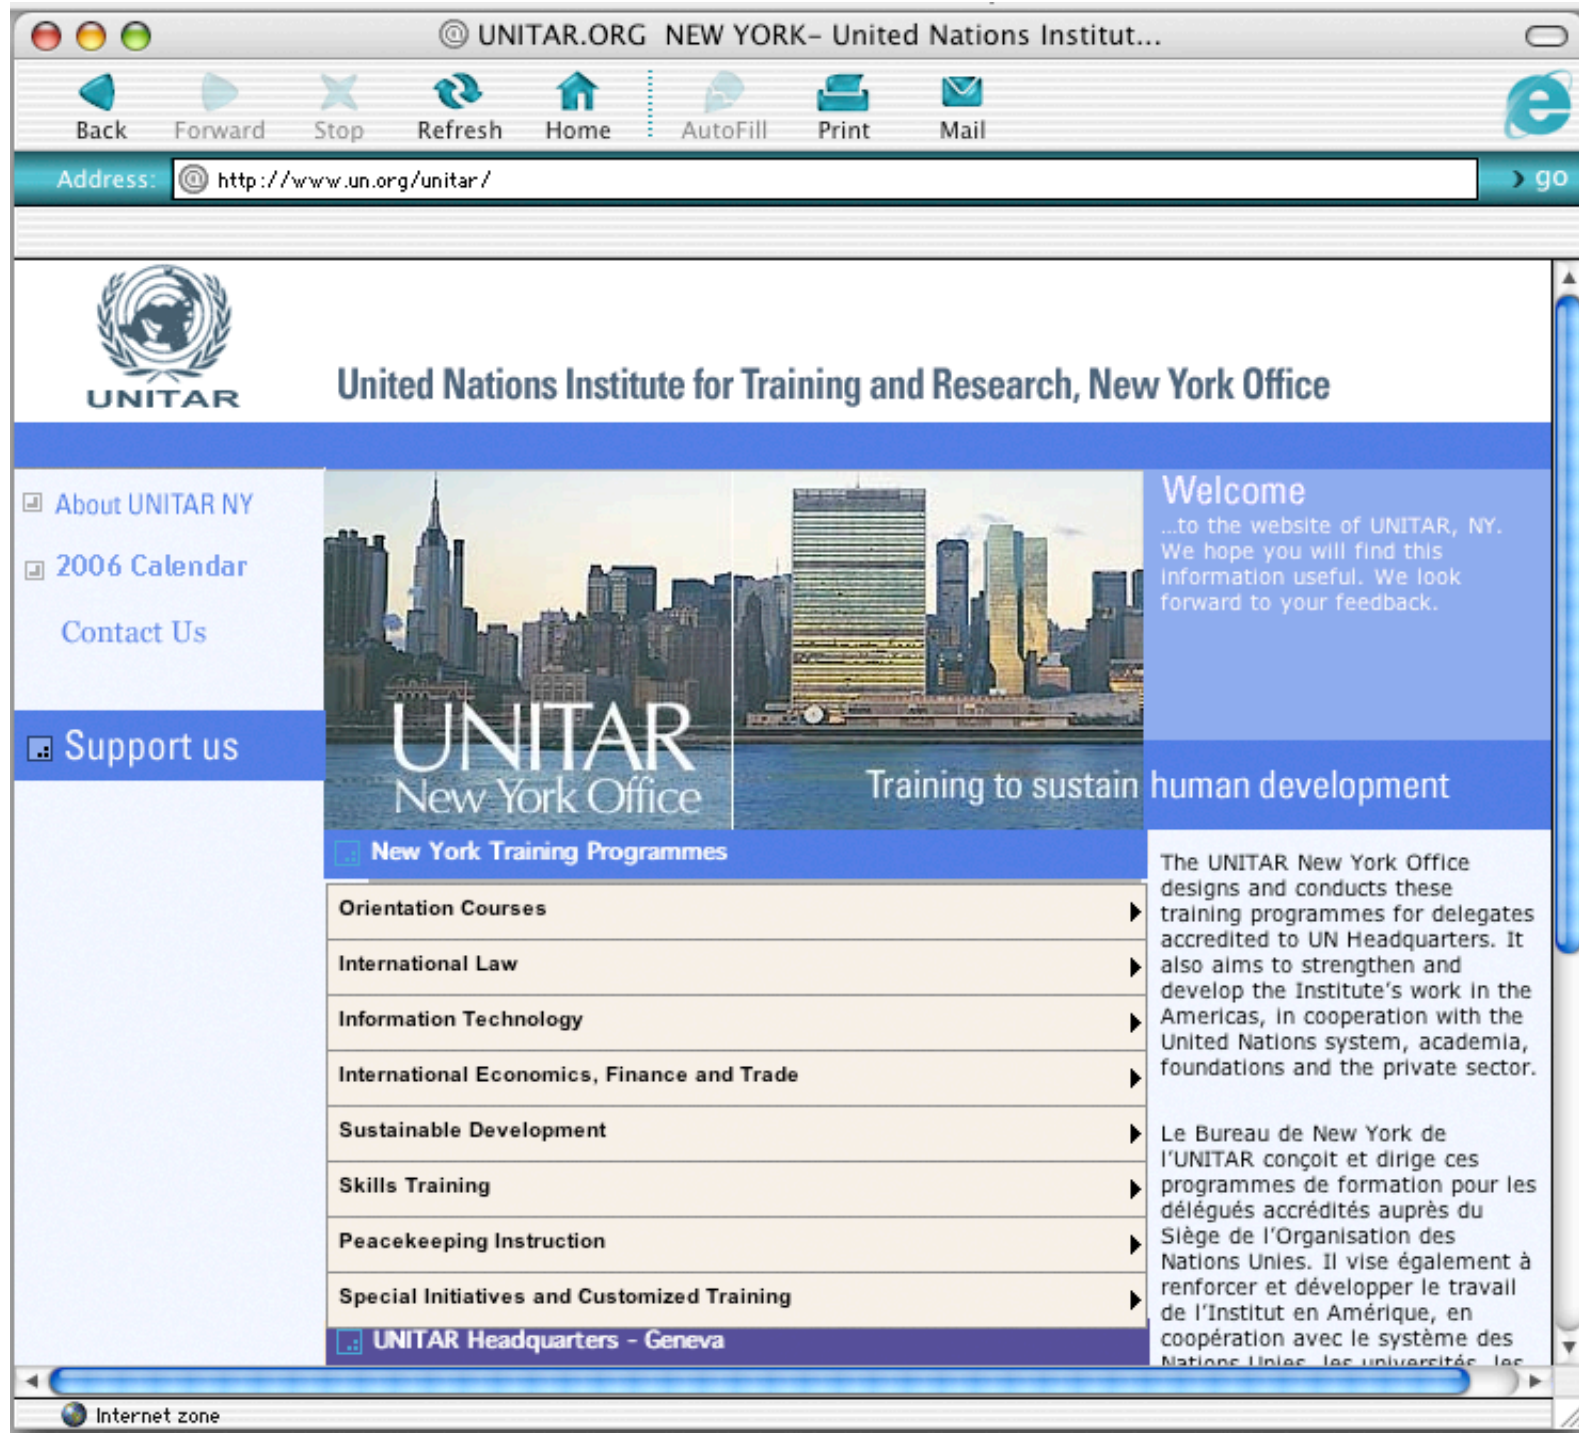 @ UNITAR.ORG NEW YORK– United Nations Institut...
Back Forward Stop Refresh Home AutoFill Print Mail
Address: @ http://www.un.org/unitar/ go
UNITAR
United Nations Institute for Training and Research, New York Office
About UNITAR NY
2006 Calendar
Contact Us
Support us
UNITAR
New York Office
Training to sustain human development
Welcome
...to the website of UNITAR, NY.
We hope you will find this
information useful. We look
forward to your feedback.
New York Training Programmes
Orientation Courses
International Law
Information Technology
International Economics, Finance and Trade
Sustainable Development
Skills Training
Peacekeeping Instruction
Special Initiatives and Customized Training
UNITAR Headquarters - Geneva
The UNITAR New York Office
designs and conducts these
training programmes for delegates
accredited to UN Headquarters. It
also aims to strengthen and
develop the Institute's work in the
Americas, in cooperation with the
United Nations system, academia,
foundations and the private sector.
Le Bureau de New York de
l'UNITAR conçoit et dirige ces
programmes de formation pour les
délégués accrédités auprès du
Siège de l'Organisation des
Nations Unies. Il vise également à
renforcer et développer le travail
de l'Institut en Amérique, en
coopération avec le système des
Nations Unies, les universités, les
Internet zone